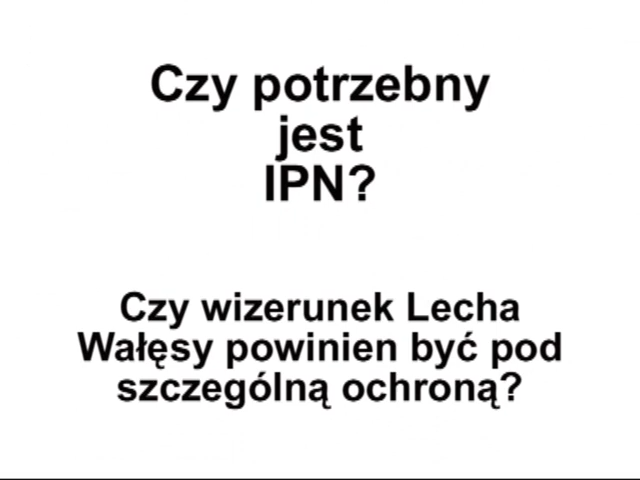 Czy potrzebny
jest
IPN?
Czy wizerunek Lecha
Wałęsy powinien być pod
szczególną ochroną?